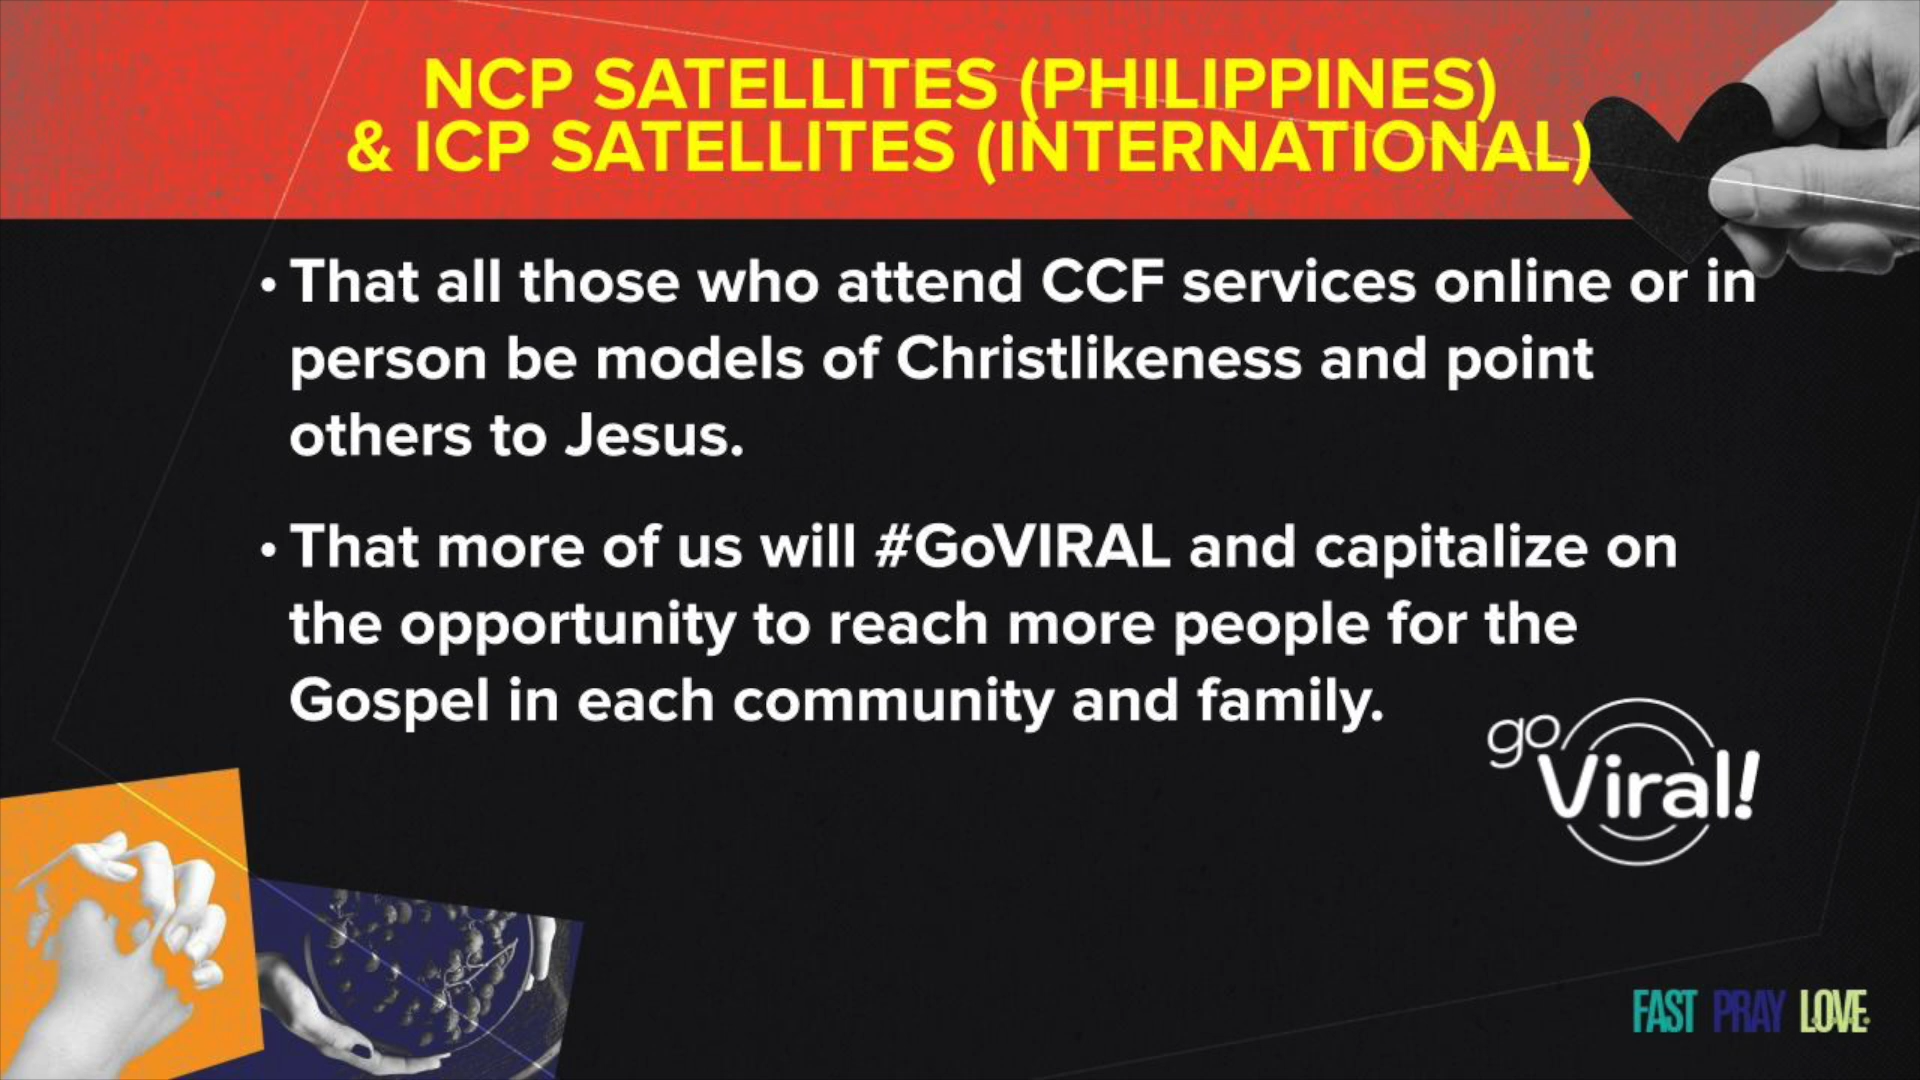 NCP SATELLITES (PHILIPPINES)
& ICP SATELLITES (INTERNATIONAL)
• That all those who attend CCF services online or in
person be models of Christlikeness and point
others to Jesus.
• That more of us will #GoVIRAL and capitalize on
the opportunity to reach more people for the
Gospel in each community and family.
go
Viral!
FAST PRAY LOVE